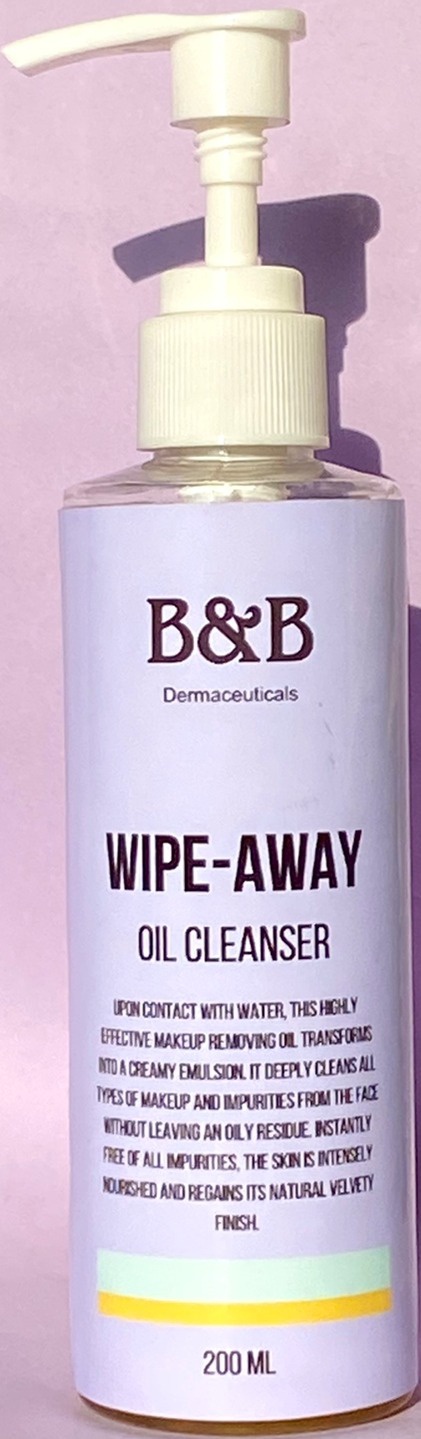 B&B
Dermaceuticals
WIPE-AWAY
OIL CLEANSER
UPON CONTACT WITH WATER, THIS HIGHLY
EFFECTIVE MAKEUP REMOVING OIL TRANSFORMS
INTO A CREAMY EMULSION. IT DEEPLY CLEANS ALL
TYPES OF MAKEUP AND IMPURITIES FROM THE FACE
WITHOUT LEAVING AN OILY RESIDUE. INSTANTLY
FREE OF ALL IMPURITIES, THE SKIN IS INTENSELY
NOURISHED AND REGAINS ITS NATURAL VELVETY
FINISH.
200 ML